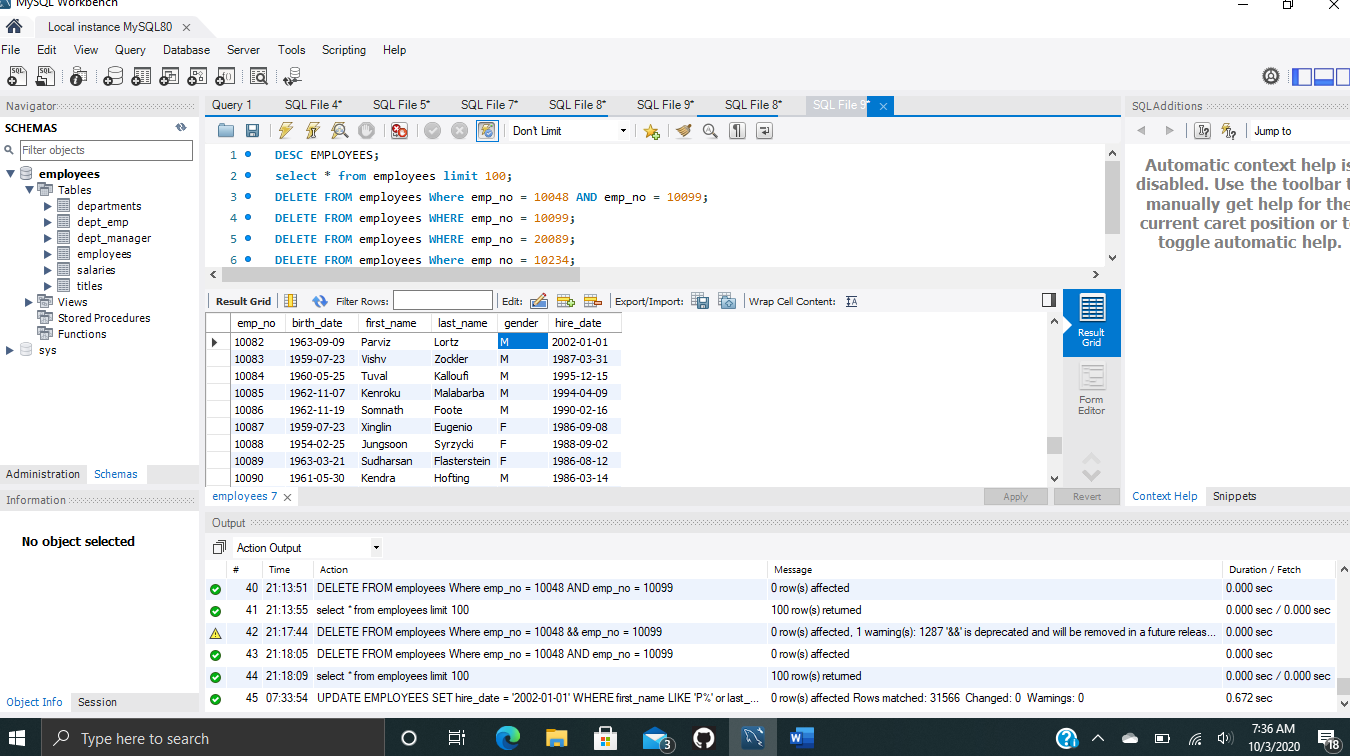 MySQL Workbench
Local instance MySQL80
File Edit View Query Database Server Tools Scripting Help
Navigator
Query 1 SQL File 4* SQL File 5* SQL File 7* SQL File 8* SQL File 9* SQL File 8* SQL File 9*
SQLAdditions
SCHEMAS
Filter objects
Don't Limit
Jump to
employees
Tables
departments
dept_emp
dept_manager
employees
salaries
titles
Views
Stored Procedures
Functions
sys
1 DESC EMPLOYEES;
2 select * from employees limit 100;
3 DELETE FROM employees Where emp_no = 10048 AND emp_no = 10099;
4 DELETE FROM employees WHERE emp_no = 10099;
5 DELETE FROM employees WHERE emp_no = 20089;
6 DELETE FROM employees Where emp no = 10234;
Automatic context help is
disabled. Use the toolbar t
manually get help for the
current caret position or t
toggle automatic help.
Result Grid Filter Rows: Edit: Export/Import: Wrap Cell Content: IA
emp_no birth_date first_name last_name gender hire_date
10082 1963-09-09 Parviz Lortz M 2002-01-01
10083 1959-07-23 Vishv Zockler M 1987-03-31
10084 1960-05-25 Tuval Kalloufi M 1995-12-15
10085 1962-11-07 Kenroku Malabarba M 1994-04-09
10086 1962-11-19 Somnath Foote M 1990-02-16
10087 1959-07-23 Xinglin Eugenio F 1986-09-08
10088 1954-02-25 Jungsoon Syrzycki F 1988-09-02
10089 1963-03-21 Sudharsan Flasterstein F 1986-08-12
10090 1961-05-30 Kendra Hofting M 1986-03-14
Result
Grid
Form
Editor
Administration Schemas
Information
No object selected
employees 7
Apply Revert
Context Help Snippets
Output
Action Output
# Time Action Message Duration / Fetch
40 21:13:51 DELETE FROM employees Where emp_no = 10048 AND emp_no = 10099 0 row(s) affected 0.000 sec
41 21:13:55 select * from employees limit 100 100 row(s) returned 0.000 sec / 0.000 sec
42 21:17:44 DELETE FROM employees Where emp_no = 10048 && emp_no = 10099 0 row(s) affected, 1 warning(s): 1287 '&&' is deprecated and will be removed in a future releas... 0.000 sec
43 21:18:05 DELETE FROM employees Where emp_no = 10048 AND emp_no = 10099 0 row(s) affected 0.000 sec
44 21:18:09 select * from employees limit 100 100 row(s) returned 0.000 sec / 0.000 sec
45 07:33:54 UPDATE EMPLOYEES SET hire_date = '2002-01-01' WHERE first_name LIKE 'P%' or last_... 0 row(s) affected Rows matched: 31566 Changed: 0 Warnings: 0 0.672 sec
Object Info Session
Type here to search
3
7:36 AM
10/3/2020
18